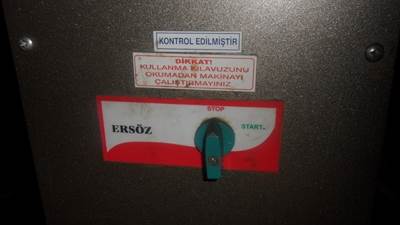 KONTROL EDİLMİŞTİR
DİKKAT!
KULLANMA KILAVUZUNU
OKUMADAN MAKİNAYI
ÇALIŞTIRMAYINIZ
STOP
START
ERSÖZ